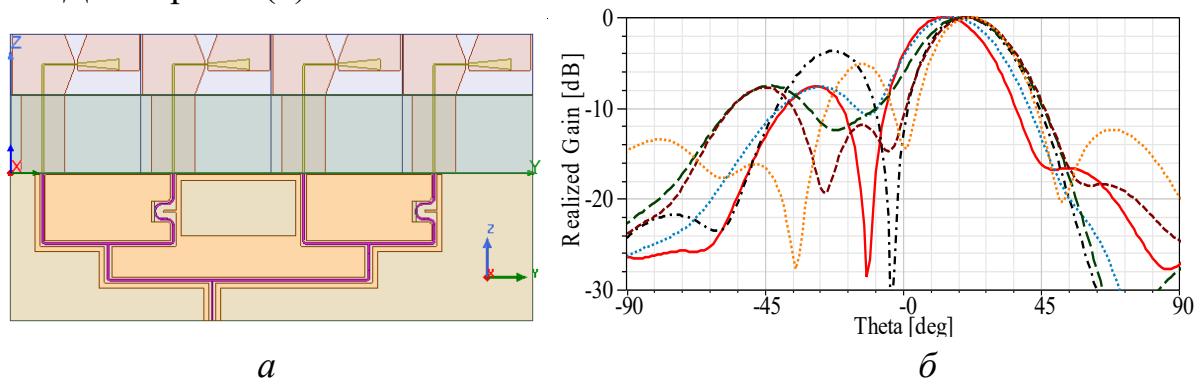 Z
X
Y
z
x
Y
0
-10
-20
-30
Realized Gain [dB]
-90
-45
-0
45
90
Theta [deg]
а
б